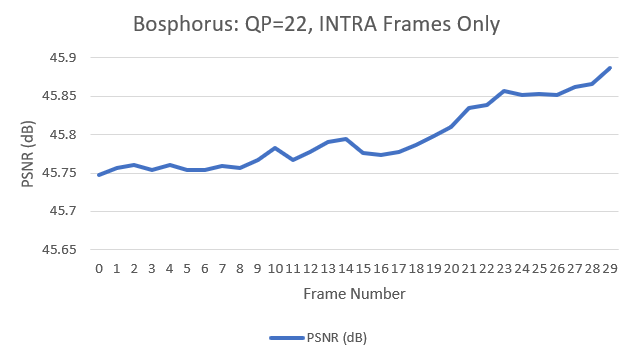 Bosphorus: QP=22, INTRA Frames Only
45.9
45.85
45.8
45.75
45.7
45.65
PSNR (dB)
0 1 2 3 4 5 6 7 8 9 10 11 12 13 14 15 16 17 18 19 20 21 22 23 24 25 26 27 28 29
Frame Number
PSNR (dB)